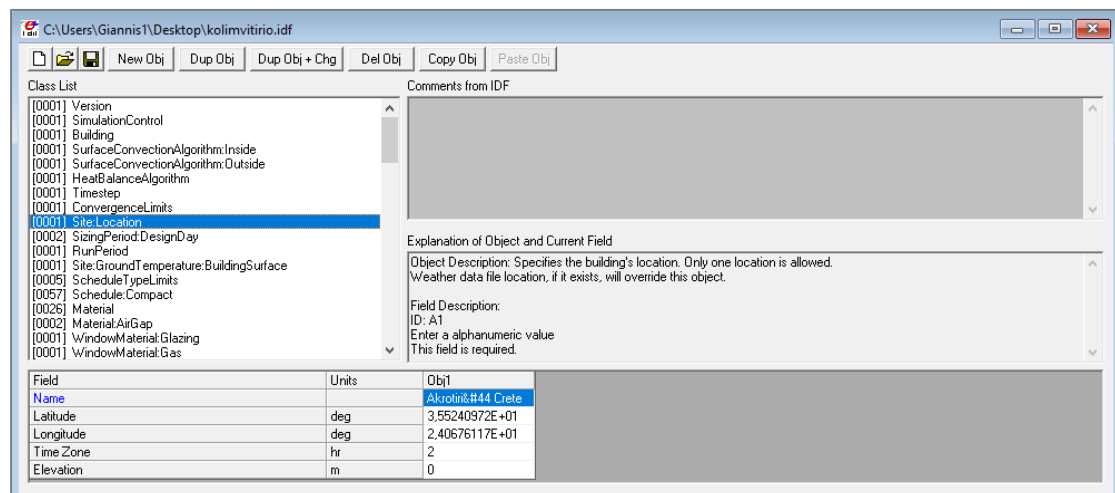 C:\Users\Giannis1\Desktop\kolimvitirio.idf
New Obj Dup Obj Dup Obj + Chg Del Obj Copy Obj Paste Obj
Class List
[0001] Version
[0001] SimulationControl
[0001] Building
[0001] SurfaceConvectionAlgorithm:Inside
[0001] SurfaceConvectionAlgorithm:Outside
[0001] HeatBalanceAlgorithm
[0001] Timestep
[0001] ConvergenceLimits
[0001] Site:Location
[0002] SizingPeriod:DesignDay
[0001] RunPeriod
[0001] Site:GroundTemperature:BuildingSurface
[0005] ScheduleTypeLimits
[0057] Schedule:Compact
[0026] Material
[0002] Material:AirGap
[0001] WindowMaterial:Glazing
[0001] WindowMaterial:Gas
Comments from IDF
Explanation of Object and Current Field
Object Description: Specifies the building's location. Only one location is allowed.
Weather data file location, if it exists, will override this object.
Field Description:
ID: A1
Enter a alphanumeric value
This field is required.
Field Units Obj1
Name Akrotiri&#44 Crete
Latitude deg 3,55240972E+01
Longitude deg 2,40676117E+01
Time Zone hr 2
Elevation m 0